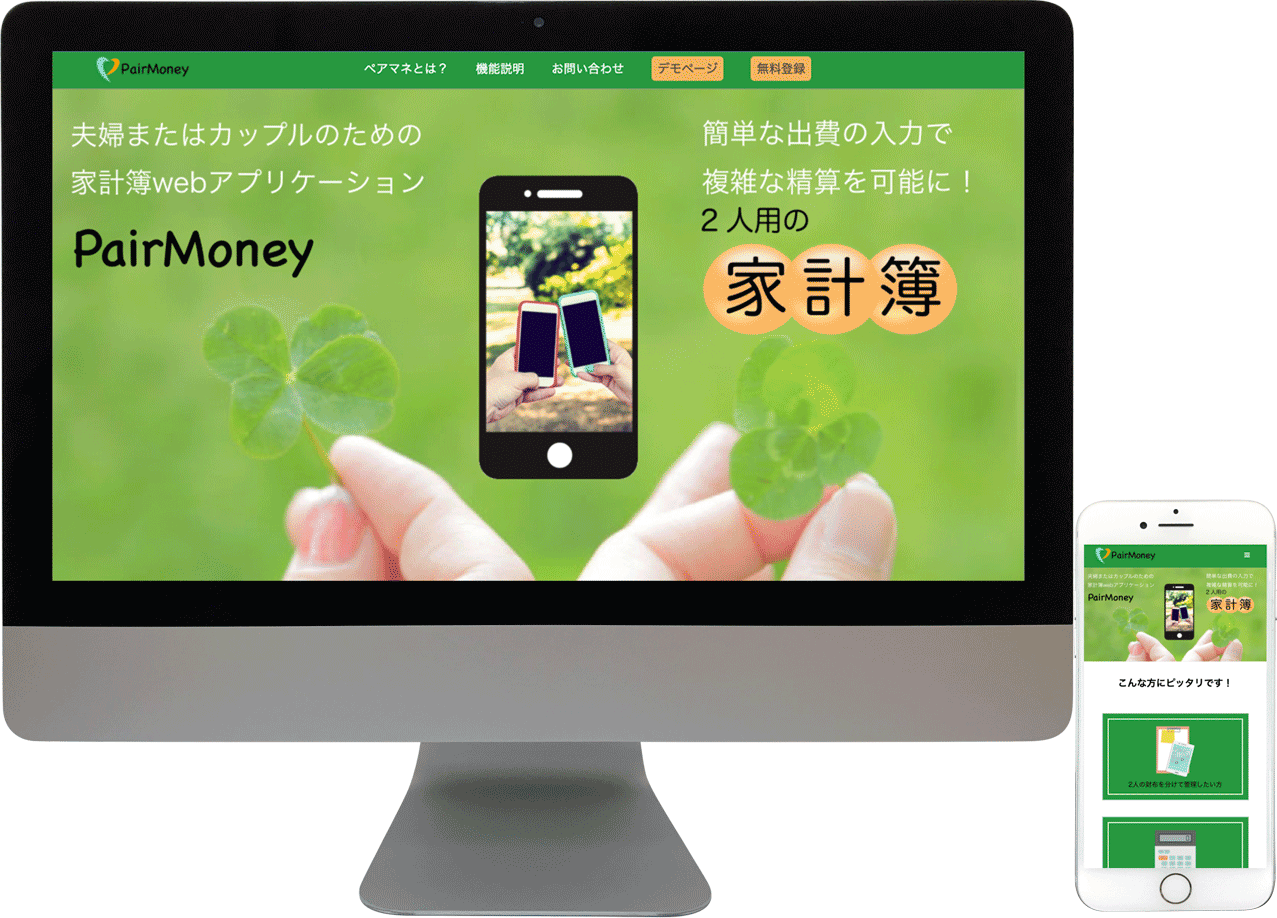 PairMoney
ペアマネとは？
機能説明
お問い合わせ
デモページ
無料登録
夫婦またはカップルのための
家計簿webアプリケーション
PairMoney
簡単な出費の入力で
複雑な精算を可能に！
2人用の
家計簿
PairMoney
夫婦またはカップルのための
家計簿webアプリケーション
PairMoney
簡単な出費の入力で
複雑な精算を可能に！
2人用の
家計簿
こんな方にピッタリです！
2人の財布を分けて管理したい方